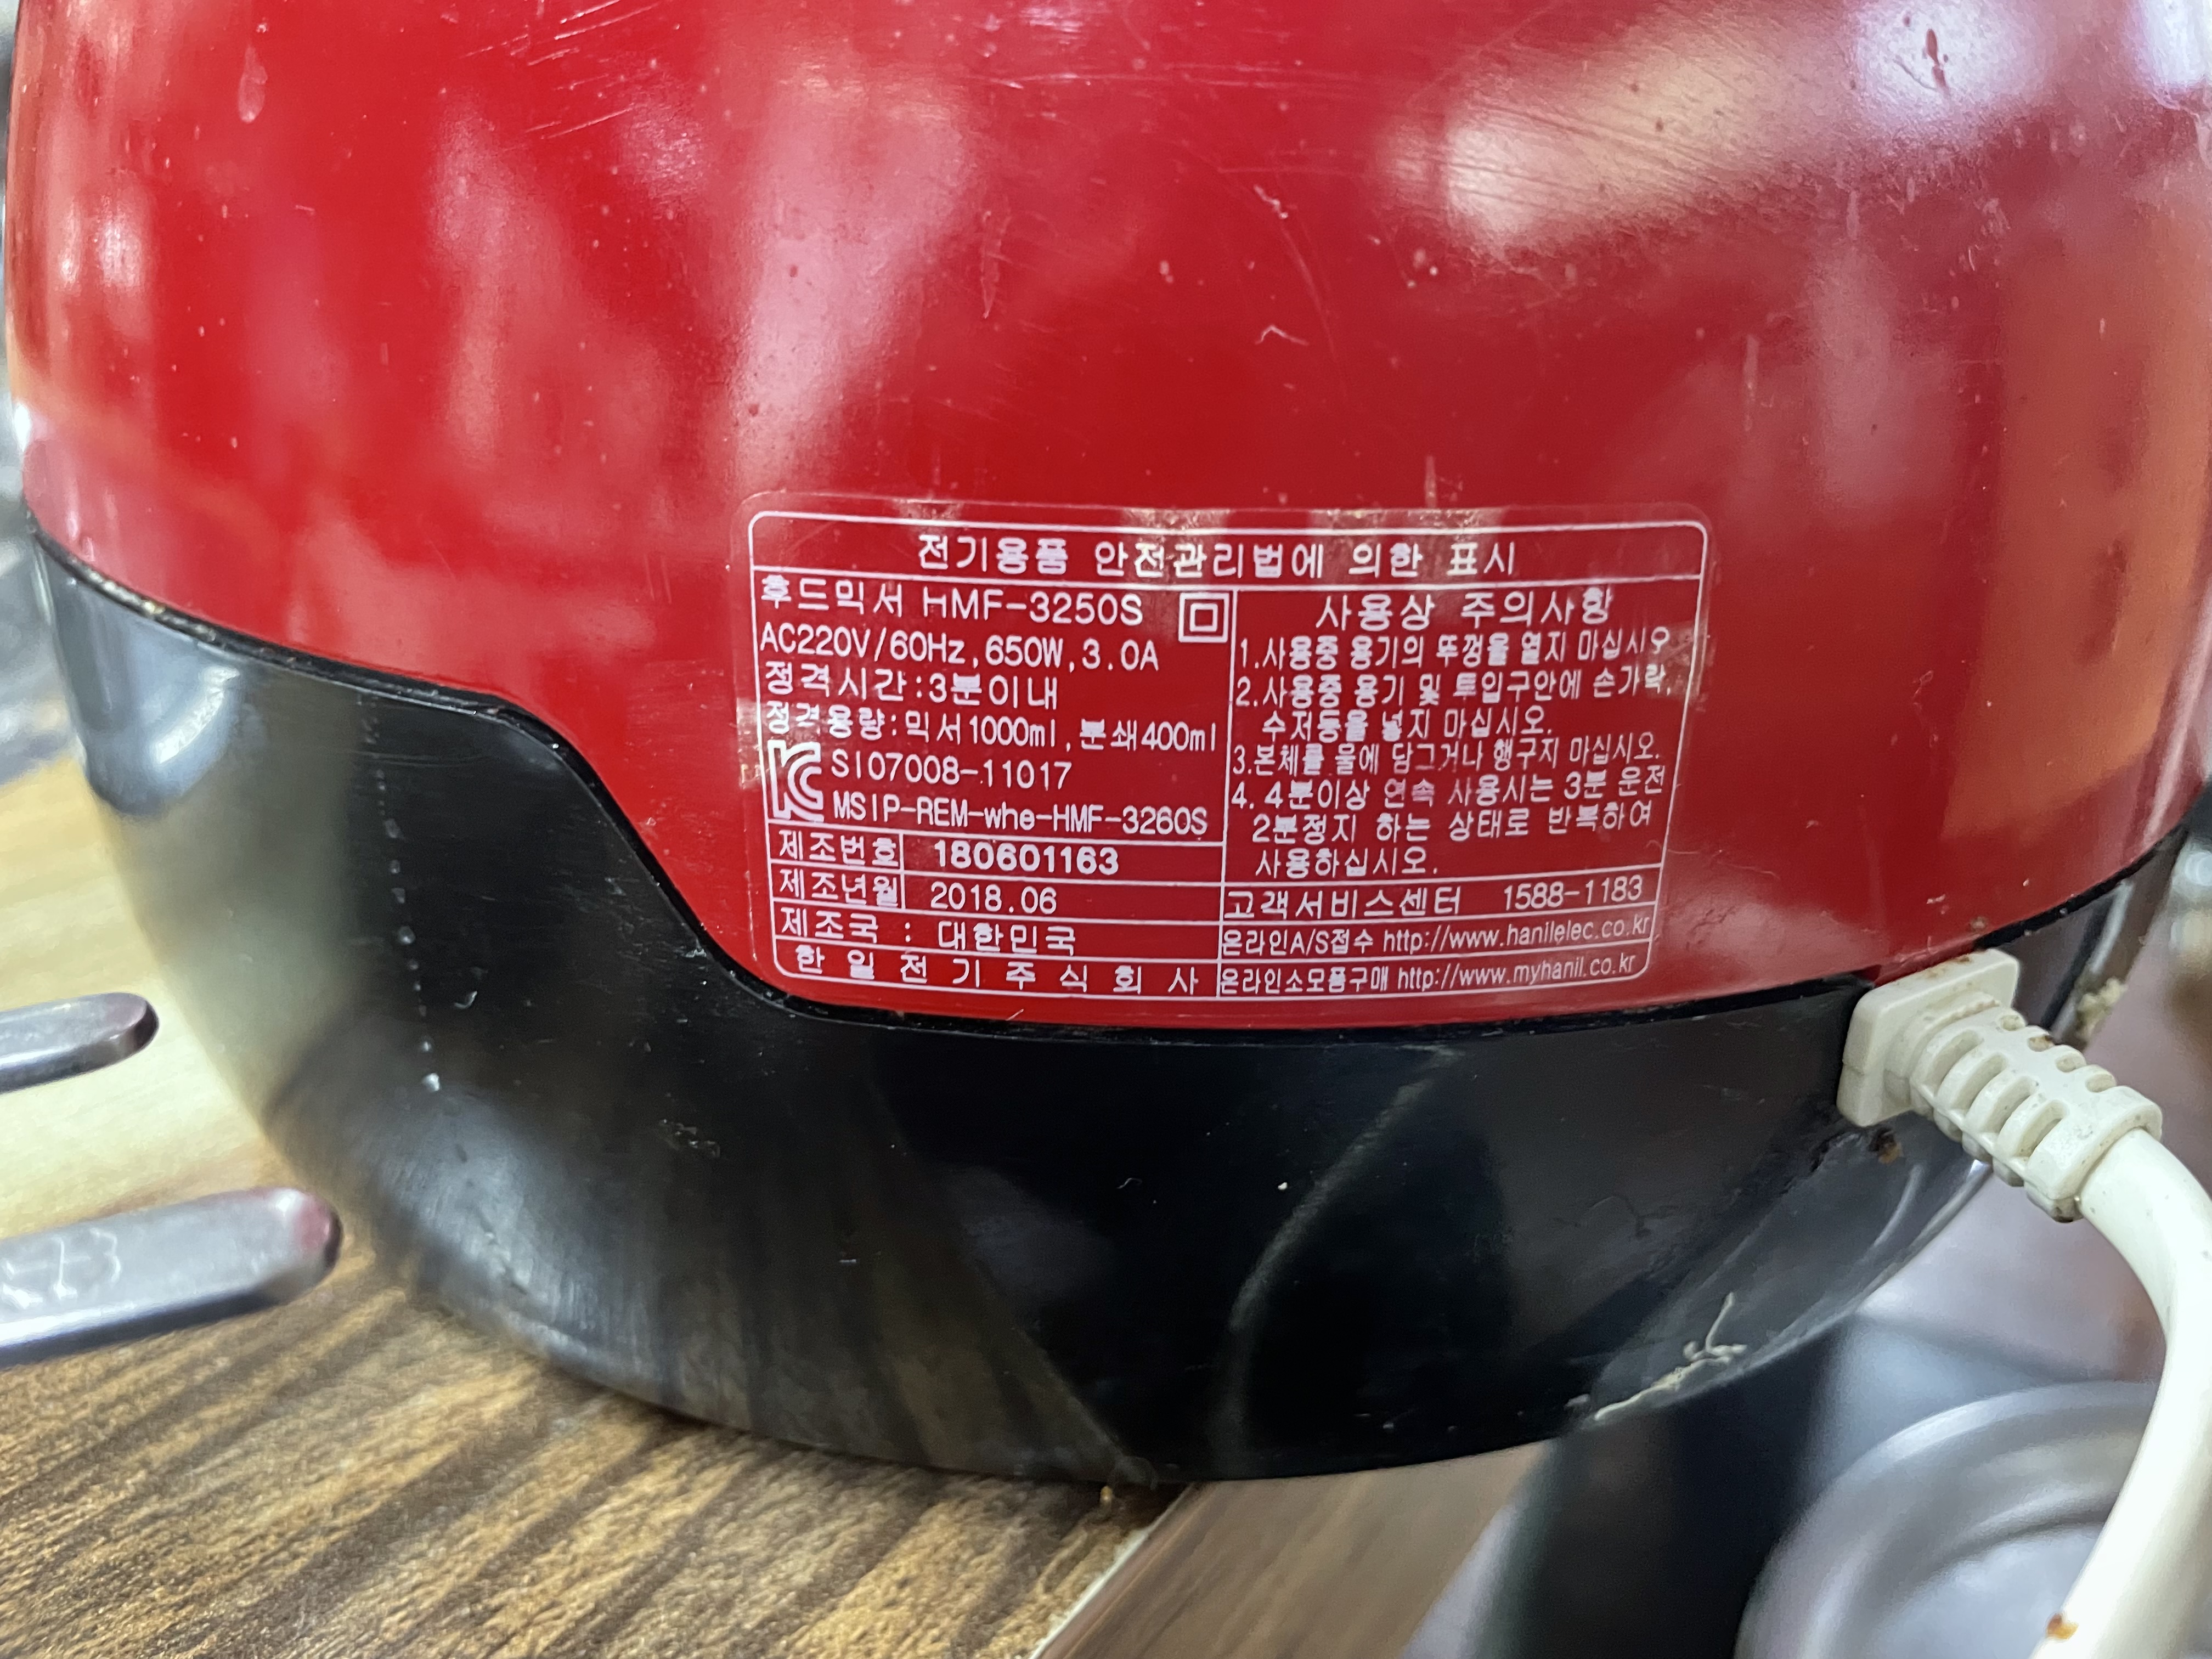 전기용품 안전관리법에 의한 표시
후드믹서 HMF-3250S
AC220V/60Hz,650W,3.0A
정격시간:3분이내
정격용량:믹서1000ml,분쇄400ml
SI07008-11017
MSIP-REM-whe-HMF-3260S
제조번호 180601163
제조년월 2018.06
제조국 : 대한민국
한일전기주식회사
사용상 주의사항
1.사용중 용기의 뚜껑을 열지 마십시오
2.사용중 용기 및 투입구안에 손가락,
수저등을 넣지 마십시오.
3.본체를 물에 담그거나 행구지 마십시오.
4.4분이상 연속 사용시는 3분 운전
2분정지 하는 상태로 반복하여
사용하십시오.
고객서비스센터 1588-1183
온라인A/S접수 http://www.hanilelec.co.kr
온라인소모품구매 http://www.myhanil.co.kr